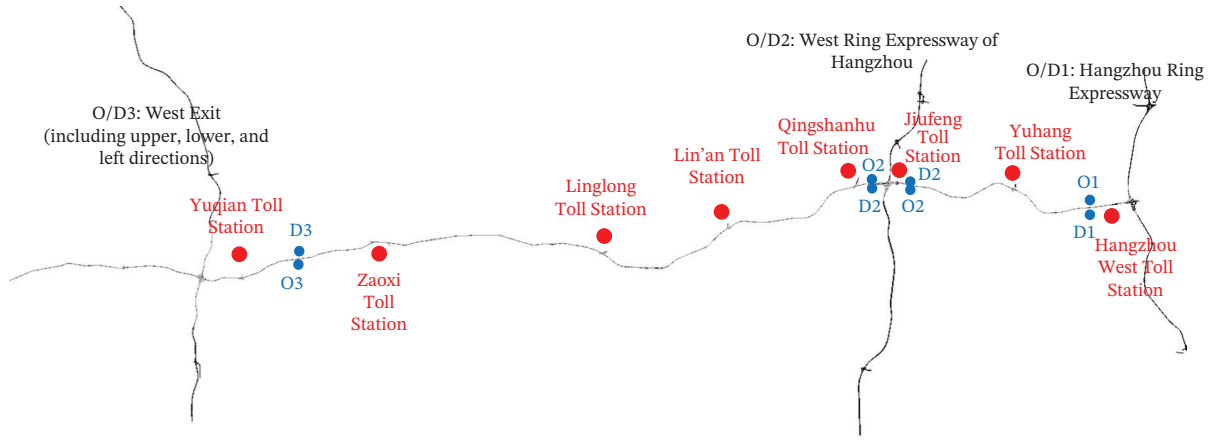 O/D2: West Ring Expressway of
Hangzhou
O/D1: Hangzhou Ring
Expressway
O/D3: West Exit
(including upper, lower, and
left directions)
Qingshanhu
Toll Station
Jiufeng
Toll
Station
Yuhang
Toll Station
Lin’an Toll
Station
O2
D2
D2
O2
O1
D1
Linglong
Toll Station
Yuqian Toll
Station
D3
O3
Zaoxi
Toll
Station
Hangzhou
West Toll
Station